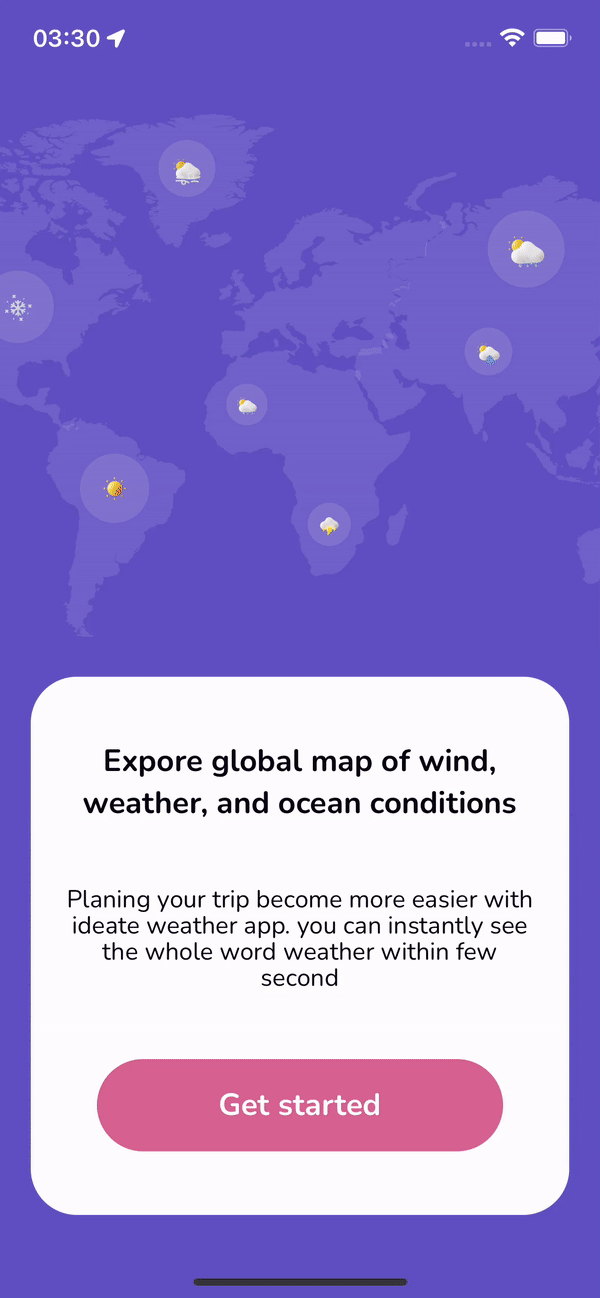 03:30
Expore global map of wind,
weather, and ocean conditions
Planing your trip become more easier with
ideate weather app. you can instantly see
the whole word weather within few
second
Get started